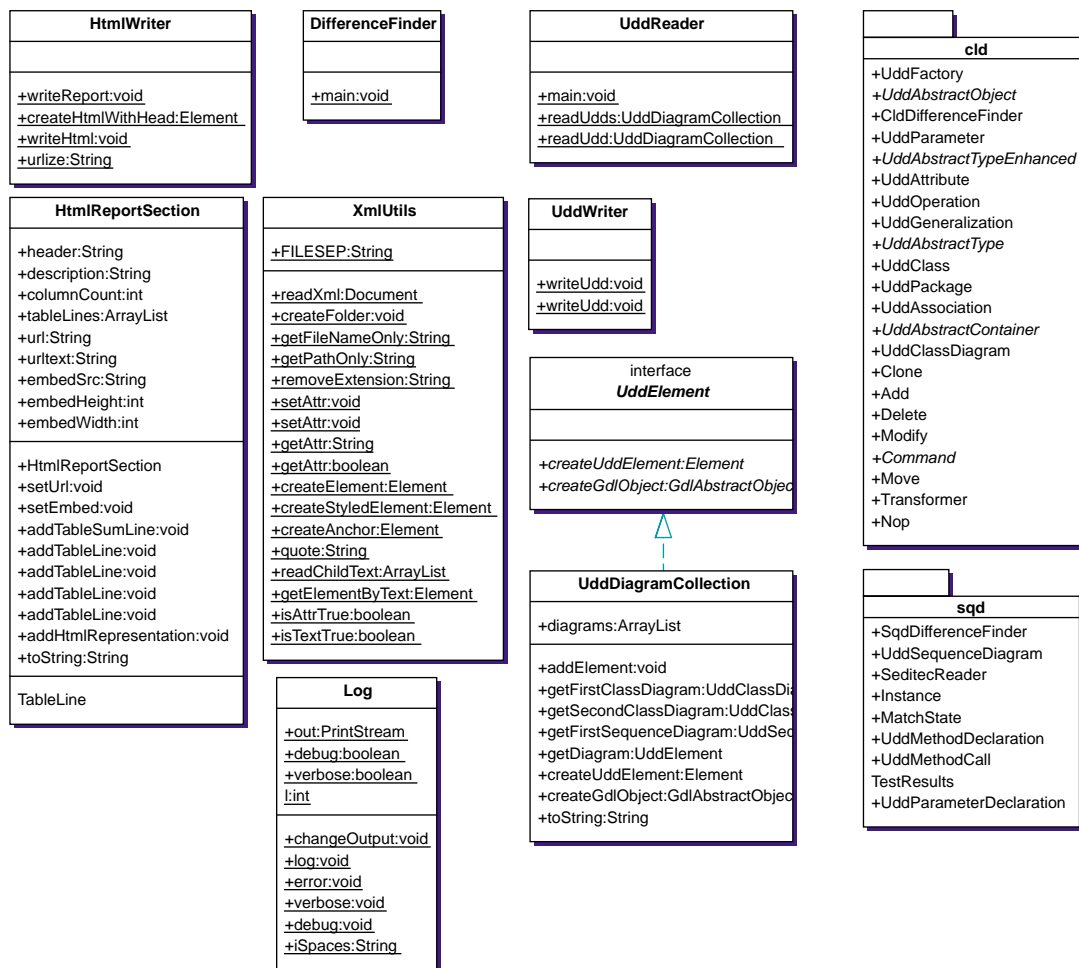 HtmlWriter
+writeReport:void
+createHtmlWithHead:Element
+writeHtml:void
+urlize:String
DifferenceFinder
+main:void
UddReader
+main:void
+readUdds:UddDiagramCollection
+readUdd:UddDiagramCollection
cld
+UddFactory
+UddAbstractObject
+CldDifferenceFinder
+UddParameter
+UddAbstractTypeEnhanced
+UddAttribute
+UddOperation
+UddGeneralization
+UddAbstractType
+UddClass
+UddPackage
+UddAssociation
+UddAbstractContainer
+UddClassDiagram
+Clone
+Add
+Delete
+Modify
+Command
+Move
+Transformer
+Nop
HtmlReportSection
+header:String
+description:String
+columnCount:int
+tableLines:ArrayList
+url:String
+urltext:String
+embedSrc:String
+embedHeight:int
+embedWidth:int
+HtmlReportSection
+setUrl:void
+setEmbed:void
+addTableSumLine:void
+addTableLine:void
+addTableLine:void
+addTableLine:void
+addTableLine:void
+addHtmlRepresentation:void
+toString:String
TableLine
XmlUtils
+FILESEP:String
+readXml:Document
+createFolder:void
+getFileNameOnly:String
+getPathOnly:String
+removeExtension:String
+setAttr:void
+setAttr:void
+getAttr:String
+getAttr:boolean
+createElement:Element
+createStyledElement:Element
+createAnchor:Element
+quote:String
+readChildText:ArrayList
+getElementByText:Element
+isAttrTrue:boolean
+isTextTrue:boolean
UddWriter
+writeUdd:void
+writeUdd:void
interface
UddElement
+createUddElement:Element
+createGdlObject:GdlAbstractObjec
UddDiagramCollection
+diagrams:ArrayList
+addElement:void
+getFirstClassDiagram:UddClassDia
+getSecondClassDiagram:UddClass
+getFirstSequenceDiagram:UddSec
+getDiagram:UddElement
+createUddElement:Element
+createGdlObject:GdlAbstractObjec
+toString:String
sqd
+SqdDifferenceFinder
+UddSequenceDiagram
+SeditecReader
+Instance
+MatchState
+UddMethodDeclaration
+UddMethodCall
TestResults
+UddParameterDeclaration
Log
+out:PrintStream
+debug:boolean
+verbose:boolean
l:int
+changeOutput:void
+log:void
+error:void
+verbose:void
+debug:void
+iSpaces:String